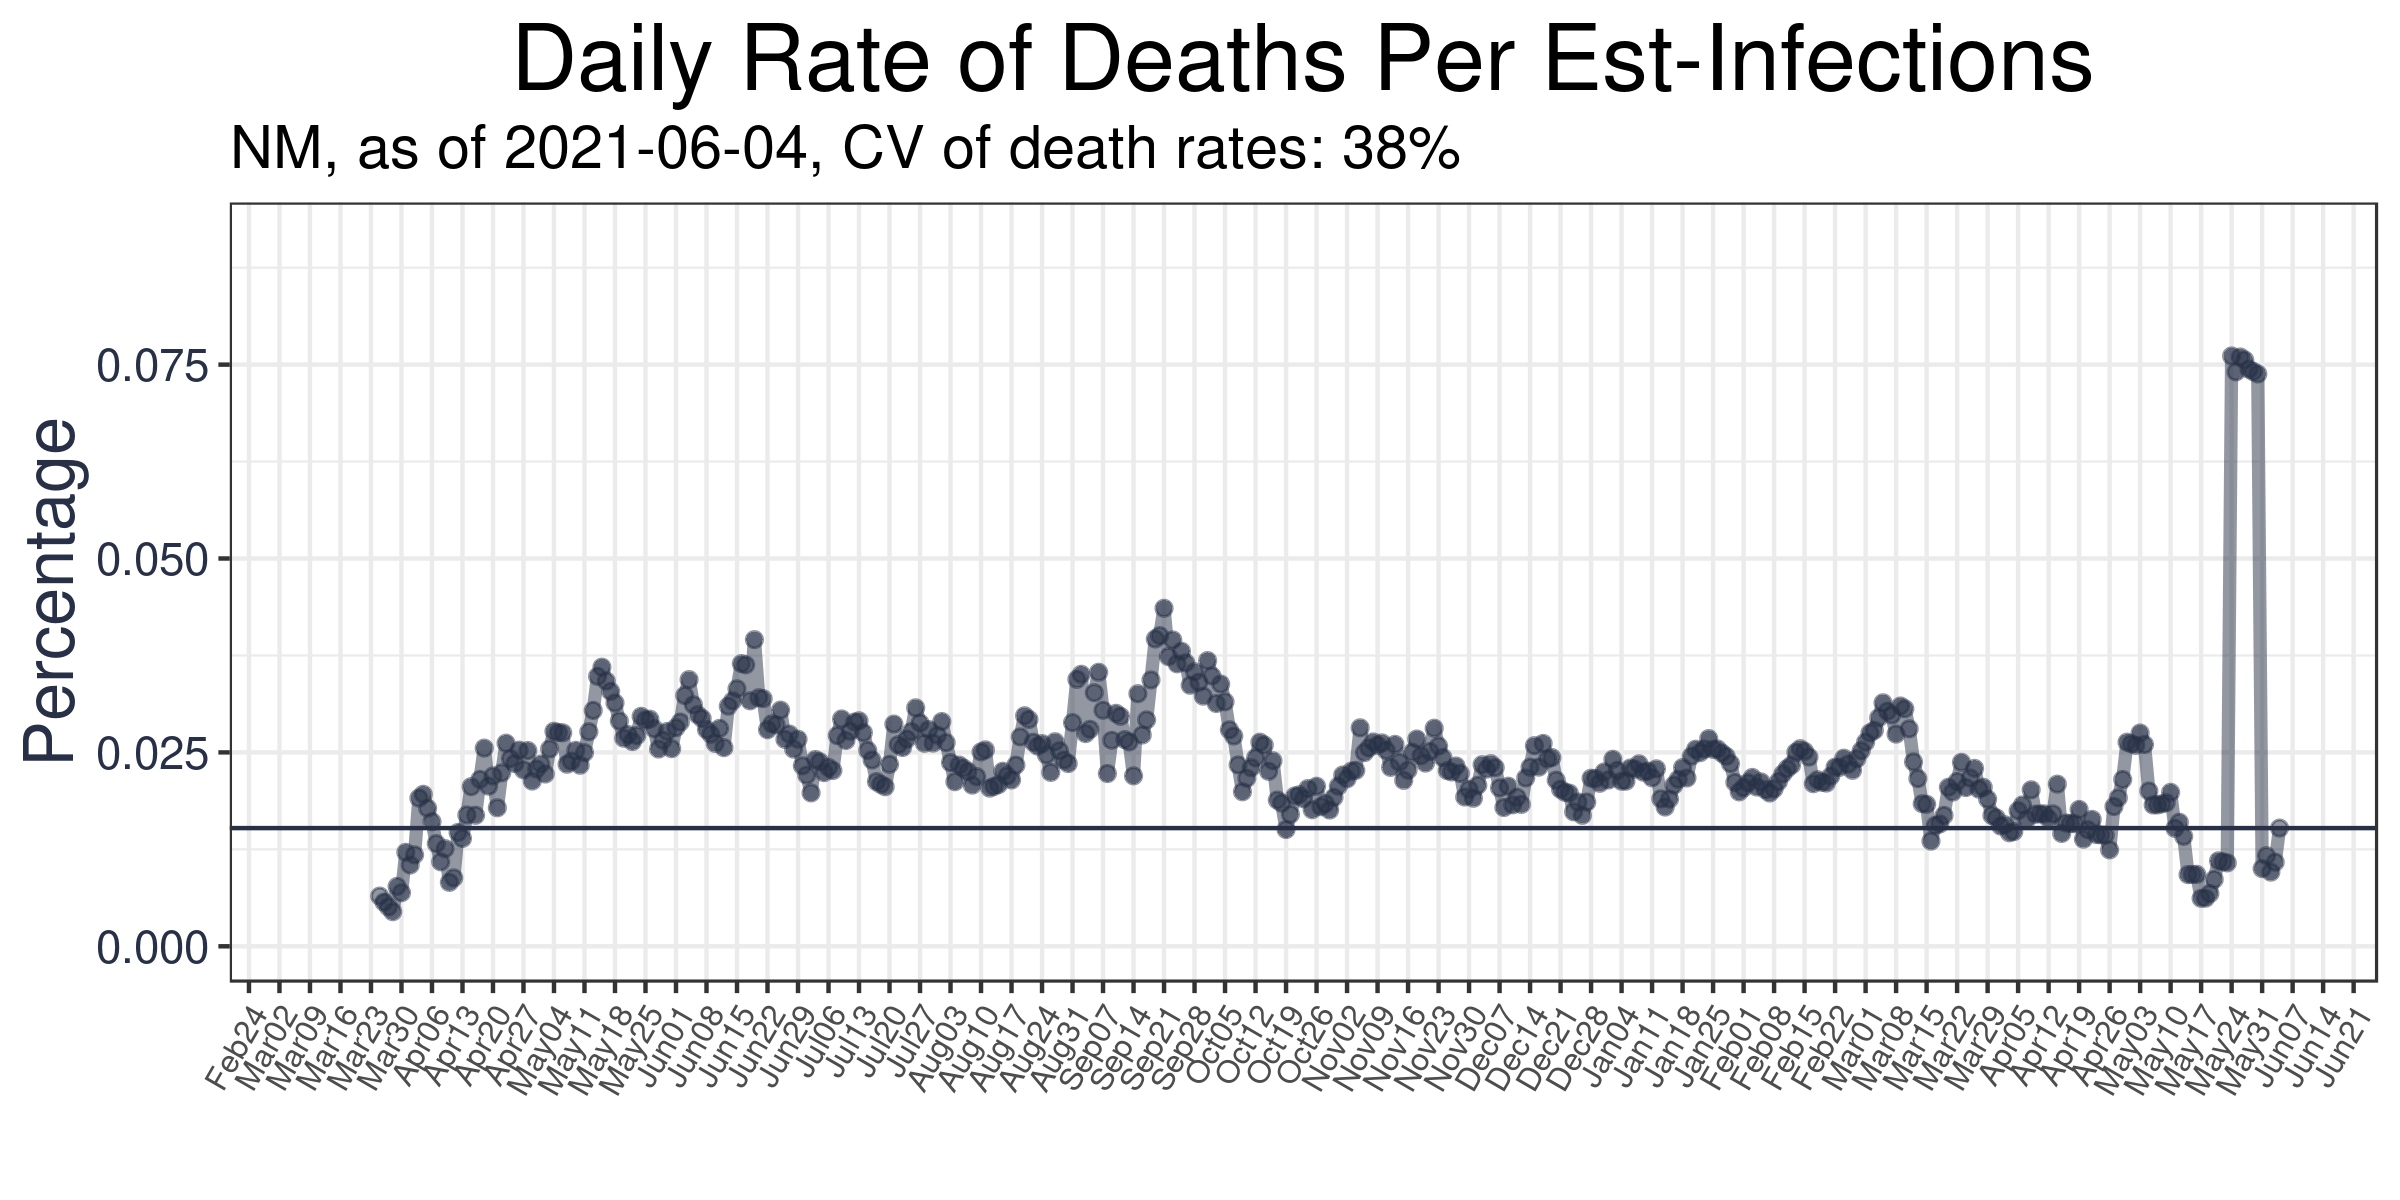 Daily Rate of Deaths Per Est-Infections
NM, as of 2021-06-04, CV of death rates: 38%
Percentage
0.075
0.050
0.025
0.000
Feb24
Mar02
Mar09
Mar16
Mar23
Mar30
Apr06
Apr13
Apr20
Apr27
May04
May11
May18
May25
Jun01
Jun08
Jun15
Jun22
Jun29
Jul06
Jul13
Jul20
Jul27
Aug03
Aug10
Aug17
Aug24
Aug31
Sep07
Sep14
Sep21
Sep28
Oct05
Oct12
Oct19
Oct26
Nov02
Nov09
Nov16
Nov23
Nov30
Dec07
Dec14
Dec21
Dec28
Jan04
Jan11
Jan18
Jan25
Feb01
Feb08
Feb15
Feb22
Mar01
Mar08
Mar15
Mar22
Mar29
Apr05
Apr12
Apr19
Apr26
May03
May10
May17
May24
May31
Jun07
Jun14
Jun21